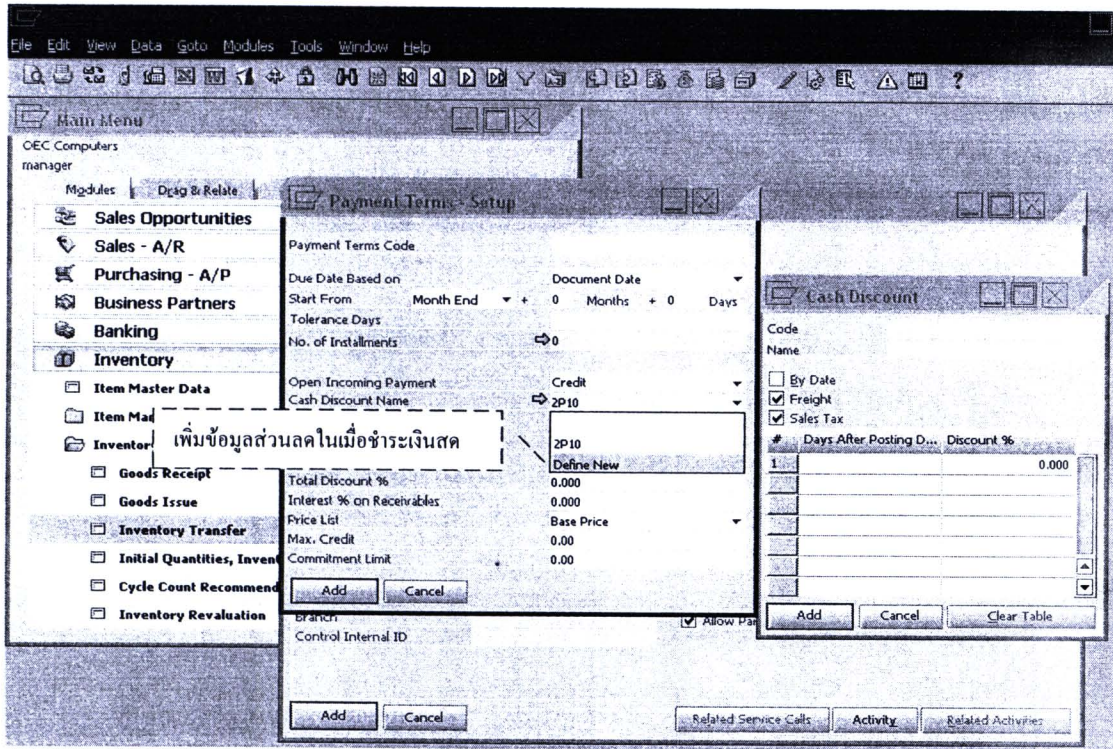 File Edit View Data Goto Modules Tools Window Help
Main Menu
OEC Computers
manager
Modules Drag & Relate
Sales Opportunities
Sales - A/R
Purchasing - A/P
Business Partners
Banking
Inventory
Item Master Data
Item
Goods Receipt
Goods Issue
Inventory Transfer
Initial Quantities,
Cycle Count
Inventory Revaluation
เพิ่มข้อมูลส่วนลดในเมื่อชำระเงินสด
Payment Terms - Setup
Payment Terms Code
Due Date Based on Document Date
Start From Month End + 0 Months + 0 Days
Tolerance Days
No. of Installments 0
Open Incoming Payment Credit
Cash Discount Name 2P10
2P10
Define New
Total Discount % 0.000
Interest % on Receivables 0.000
Price List Base Price
Max. Credit 0.00
Commitment Limit 0.00
Add Cancel
Branch
Allow
Control Internal ID
Add Cancel
Related Service Calls Activity Related Activities
Cash Discount
Code
Name
By Date
Freight
Sales Tax
# Days After Posting D... Discount %
1 0.000
Add Cancel Clear Table